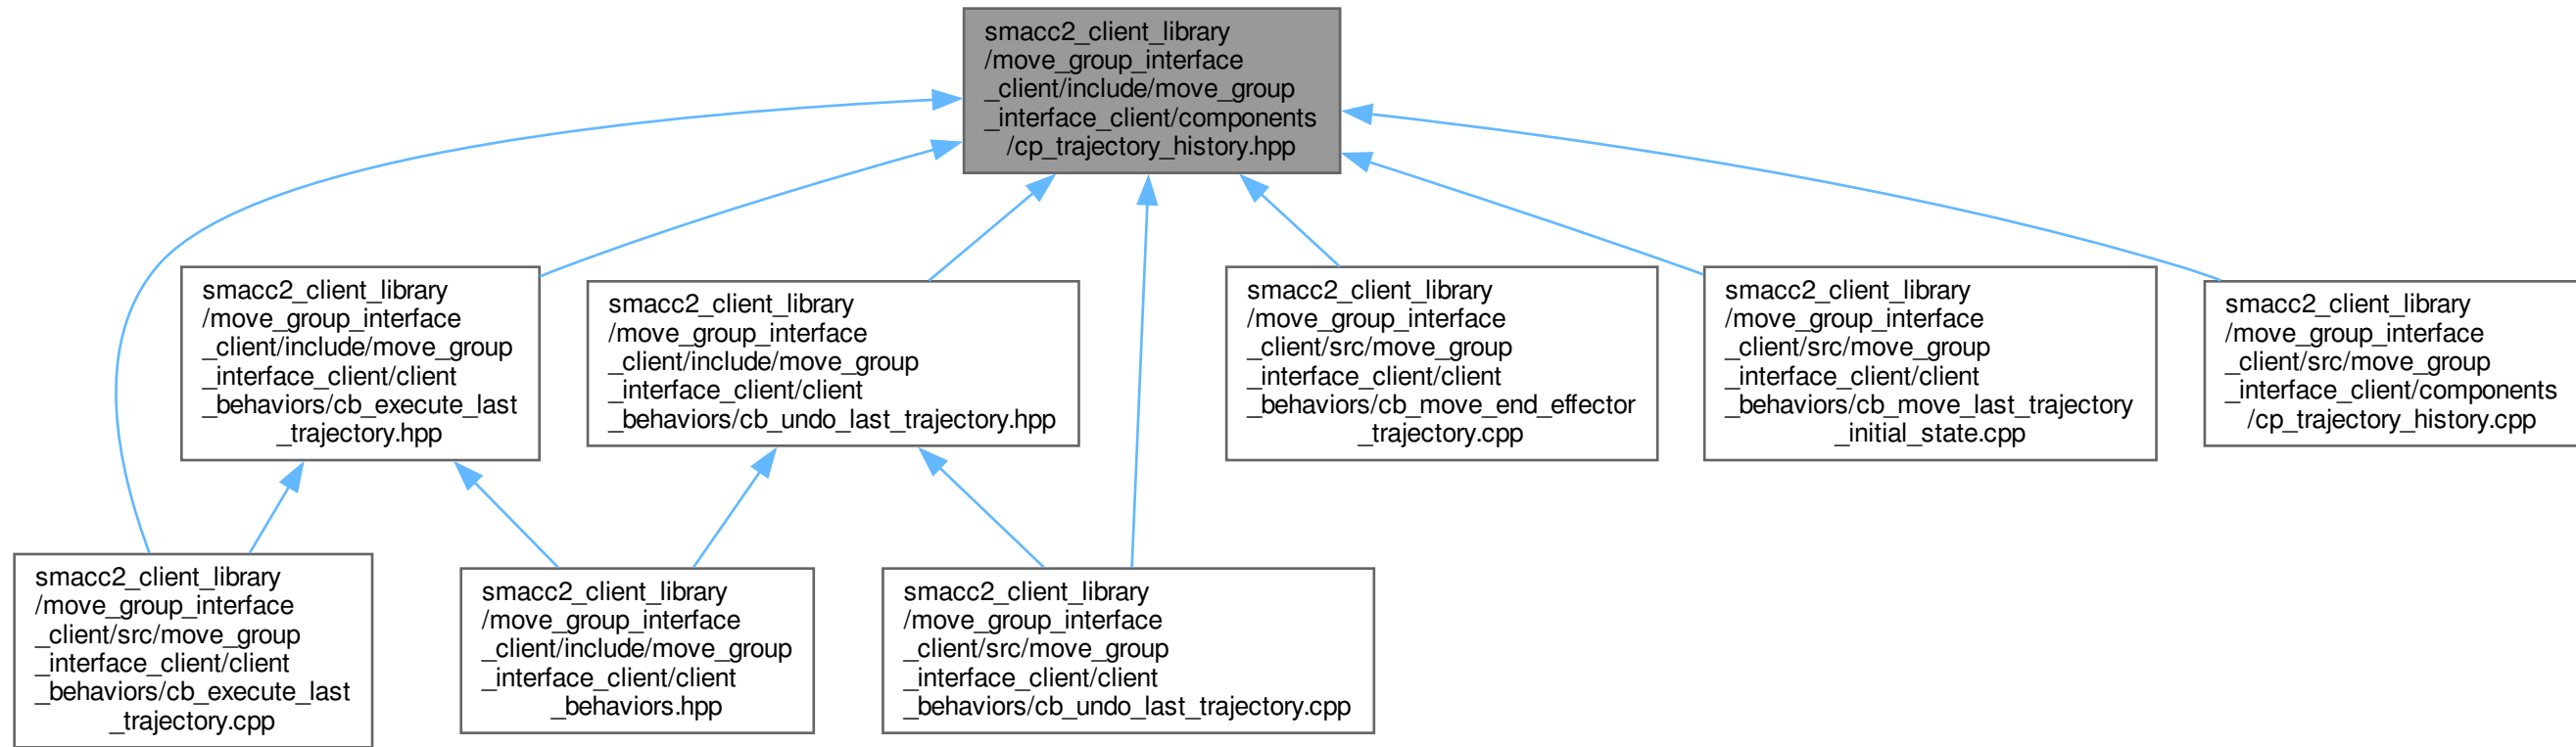 smacc2_client_library
/move_group_interface
_client/include/move_group
_interface_client/components
/cp_trajectory_history.hpp
smacc2_client_library
/move_group_interface
_client/include/move_group
_interface_client/client
_behaviors/cb_execute_last
_trajectory.hpp
smacc2_client_library
/move_group_interface
_client/include/move_group
_interface_client/client
_behaviors/cb_undo_last_trajectory.hpp
smacc2_client_library
/move_group_interface
_client/src/move_group
_interface_client/client
_behaviors/cb_move_end_effector
_trajectory.cpp
smacc2_client_library
/move_group_interface
_client/src/move_group
_interface_client/client
_behaviors/cb_move_last_trajectory
_initial_state.cpp
smacc2_client_library
/move_group_interface
_client/src/move_group
_interface_client/components
/cp_trajectory_history.cpp
smacc2_client_library
/move_group_interface
_client/src/move_group
_interface_client/client
_behaviors/cb_execute_last
_trajectory.cpp
smacc2_client_library
/move_group_interface
_client/include/move_group
_interface_client/client
_behaviors.hpp
smacc2_client_library
/move_group_interface
_client/src/move_group
_interface_client/client
_behaviors/cb_undo_last_trajectory.cpp